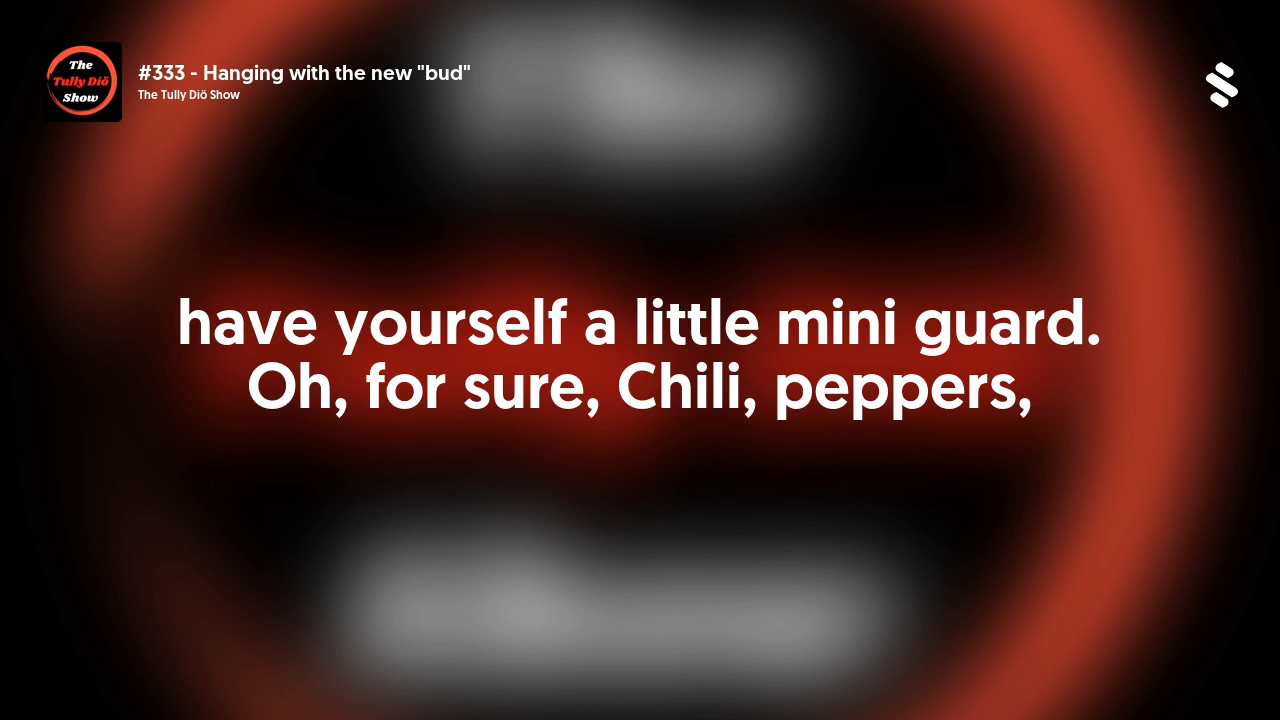 The
Tully Diö
Show
#333 - Hanging with the new "bud"
The Tully Diö Show
have yourself a little mini guard.
Oh, for sure, Chili, peppers,